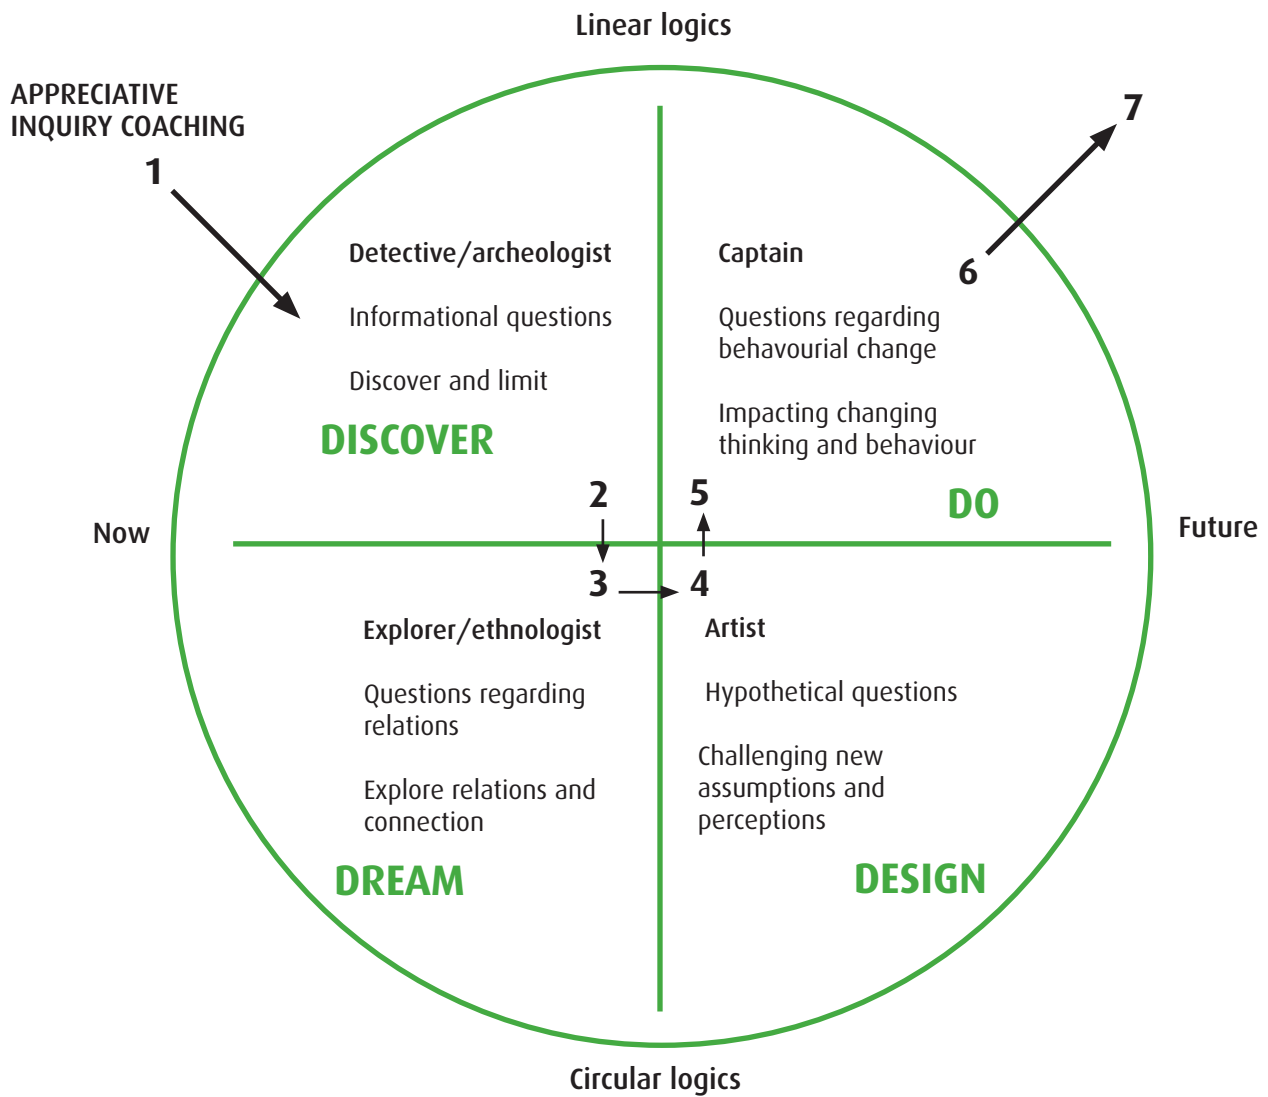 Linear logics
APPRECIATIVE
INQUIRY COACHING
1
7
Detective/archeologist
Informational questions
Discover and limit
DISCOVER
Captain
6
Questions regarding
behavourial change
Impacting changing
thinking and behaviour
DO
2
5
Now
Future
3
4
Explorer/ethnologist
Questions regarding
relations
Explore relations and
connection
DREAM
Artist
Hypothetical questions
Challenging new
assumptions and
perceptions
DESIGN
Circular logics